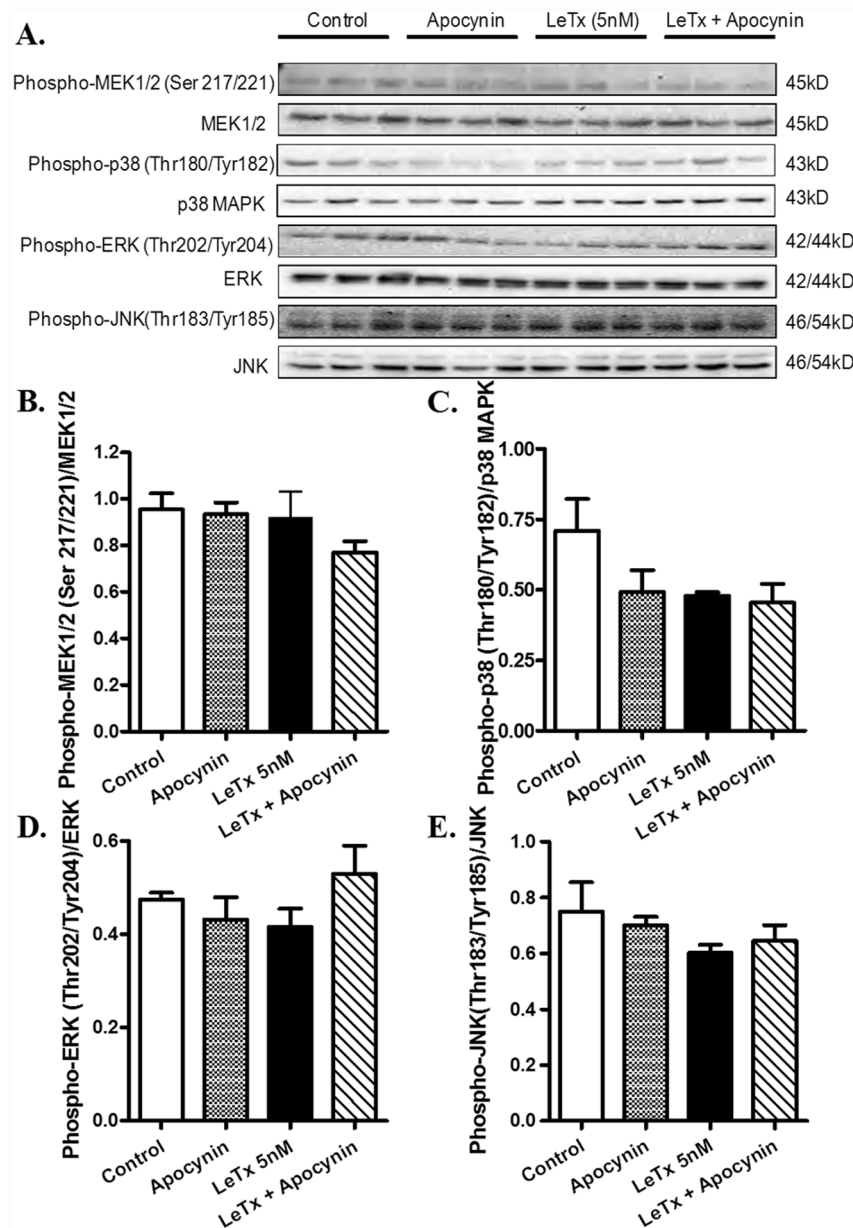 A.
Control Apocynin LeTx (5nM) LeTx + Apocynin
Phospho-MEK1/2 (Ser 217/221) 45kD
MEK1/2 45kD
Phospho-p38 (Thr180/Tyr182) 43kD
p38 MAPK 43kD
Phospho-ERK (Thr202/Tyr204) 42/44kD
ERK 42/44kD
Phospho-JNK(Thr183/Tyr185) 46/54kD
JNK 46/54kD
B.
Phospho-MEK1/2 (Ser 217/221)/MEK1/2
1.2
1.0
0.8
0.6
0.4
0.2
0.0
Control
Apocynin
LeTx 5nM
LeTx + Apocynin
C.
Phospho-p38 (Thr180/Tyr182)/p38 MAPK
1.00
0.75
0.50
0.25
0.00
Control
Apocynin
LeTx 5nM
LeTx + Apocynin
D.
Phospho-ERK (Thr202/Tyr204)/ERK
0.6
0.4
0.2
0.0
Control
Apocynin
LeTx 5nM
LeTx + Apocynin
E.
Phospho-JNK(Thr183/Tyr185)/JNK
1.0
0.8
0.6
0.4
0.2
0.0
Control
Apocynin
LeTx 5nM
LeTx + Apocynin